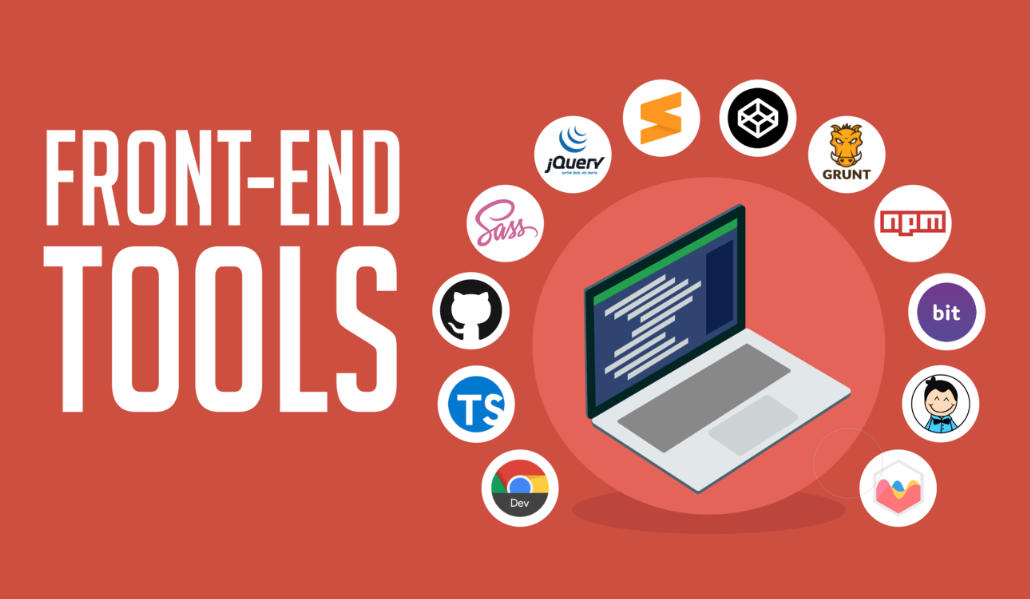 FRONT-END
TOOLS
jQuery
GRUNT
Sass
npm
bit
TS
Dev